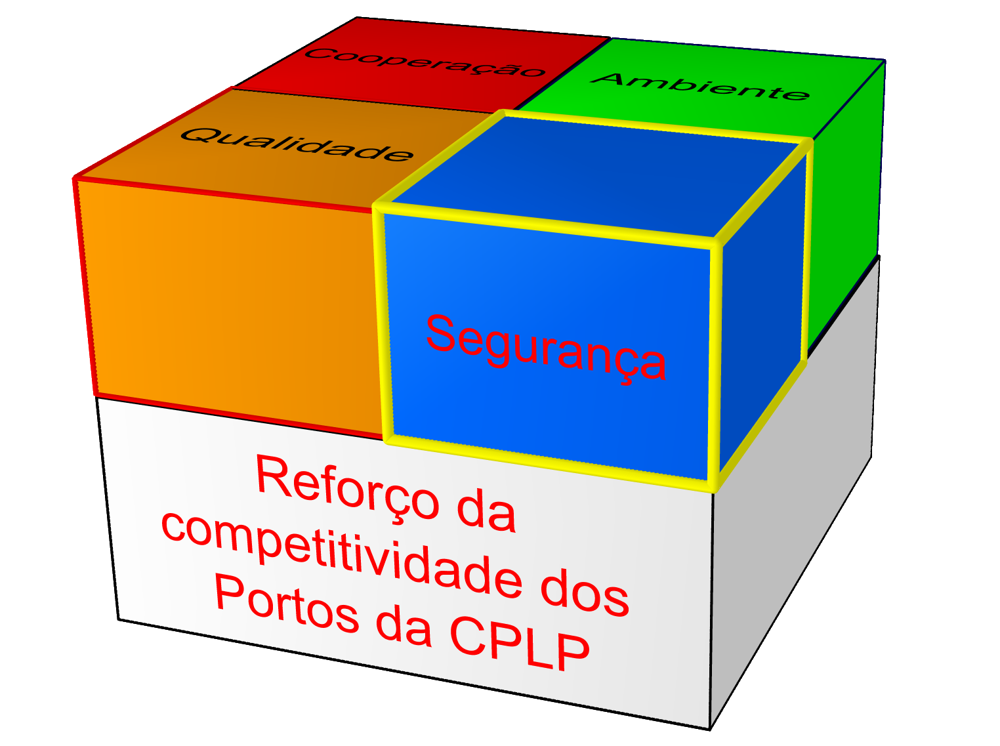 Cooperação
Ambiente
Qualidade
Segurança
Reforço da
competitividade dos
Portos da CPLP